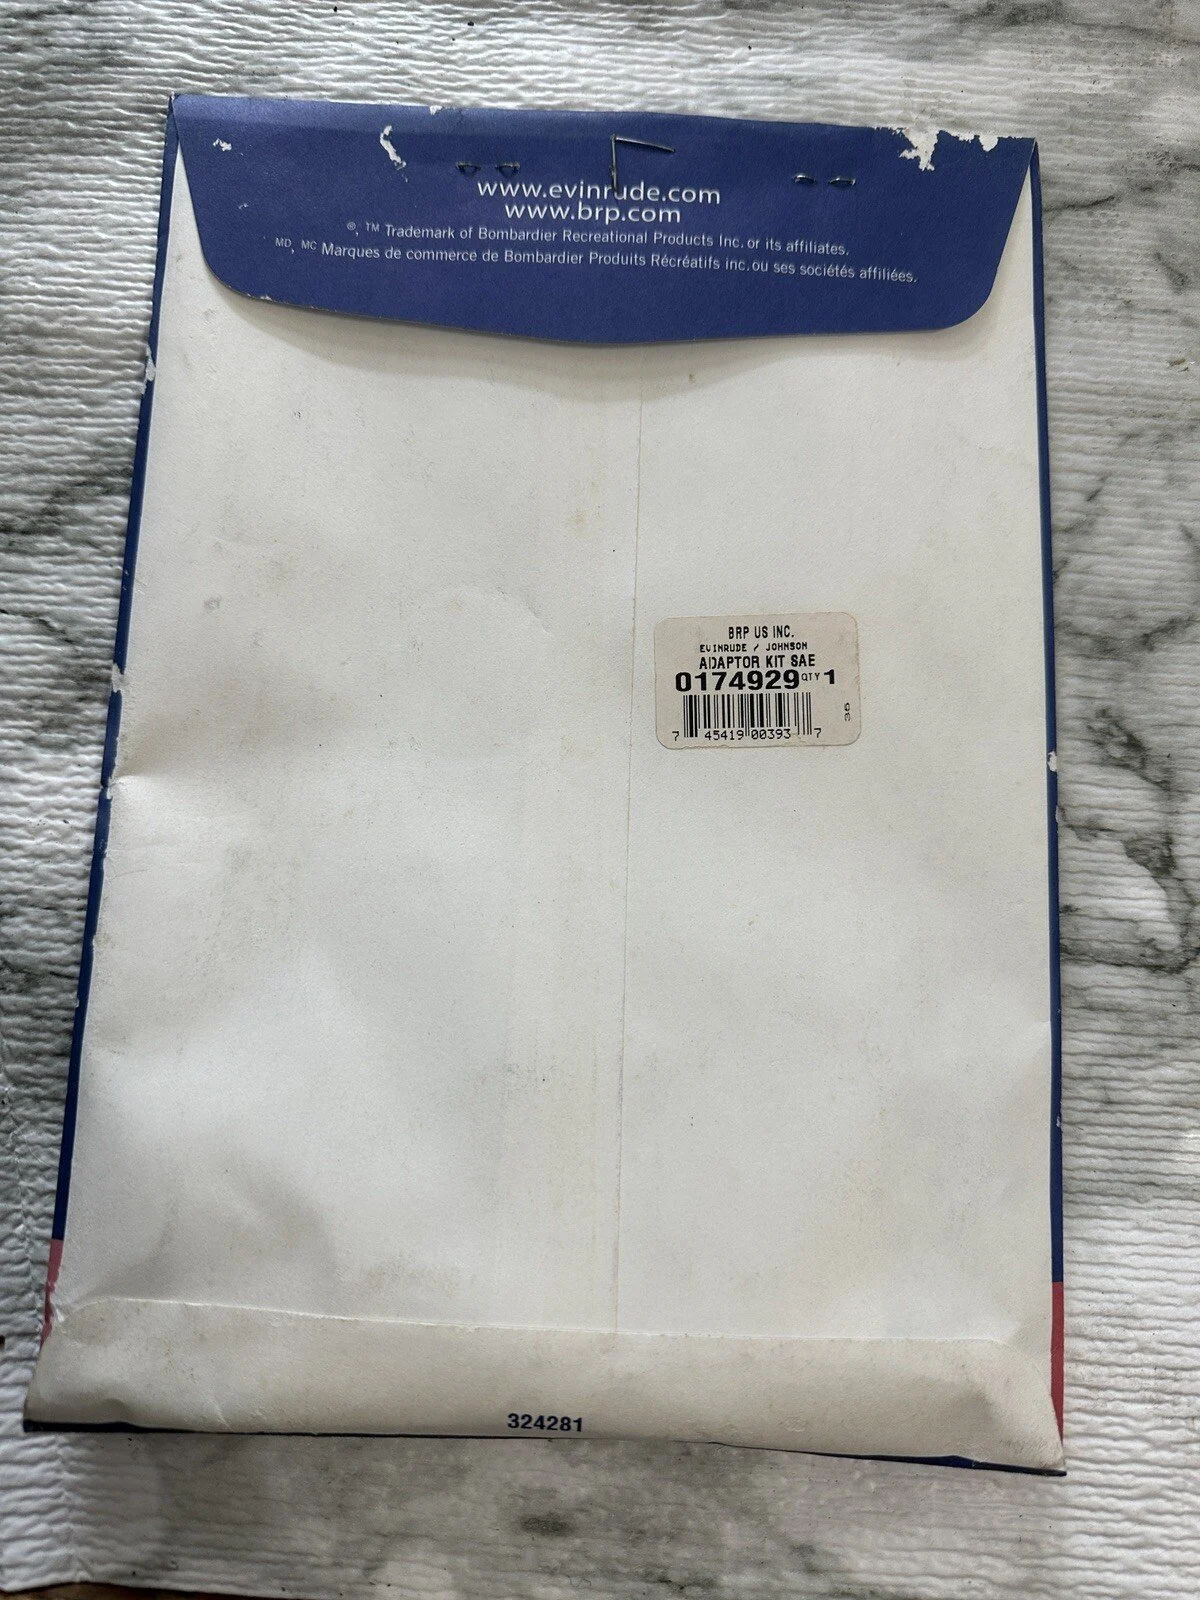 www.evinrude.com
www.brp.com
®, ™ Trademark of Bombardier Recreational Products Inc. or its affiliates.
MD, MC Marques de commerce de Bombardier Produits Récréatifs inc. ou ses sociétés affiliées.
BRP US INC.
EVINRUDE / JOHNSON
ADAPTOR KIT SAE
0174929 QTY 1
36
7 45419 00393 7
324281